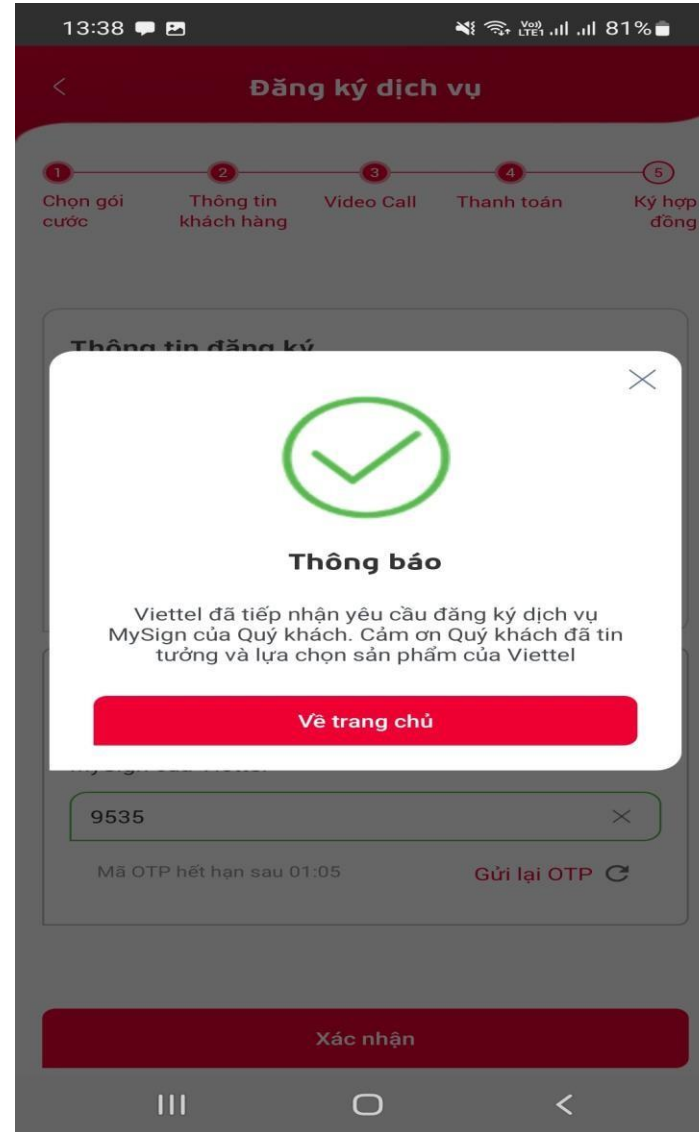 13:38
81%
Đăng ký dịch vụ
1
2
3
4
5
Chọn gói
cước
Thông tin
khách hàng
Video Call
Thanh toán
Ký hợp
đồng
Thông tin đăng ký
Thông báo
Viettel đã tiếp nhận yêu cầu đăng ký dịch vụ
MySign của Quý khách. Cảm ơn Quý khách đã tin
tưởng và lựa chọn sản phẩm của Viettel
Về trang chủ
9535
Mã OTP hết hạn sau 01:05
Gửi lại OTP
Xác nhận